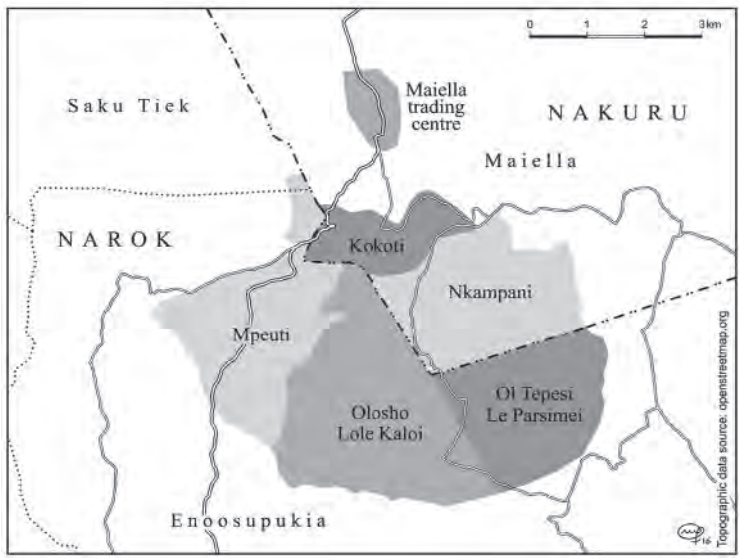 0 1 2 3 km
Saku Tiek
Maiella
trading
centre
NAKURU
Maiella
NAROK
Kokoti
Nkampani
Mpeuti
Ol Tepesi
Le Parsimei
Olosho
Lole Kaloi
Enoosupukia
16
Topographic data source: openstreetmap.org